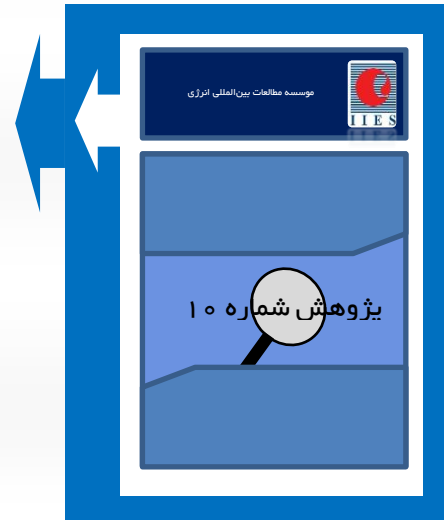 موسسه مطالعات بین‌المللی انرژی
IIES
پژوهش شماره ۱۰